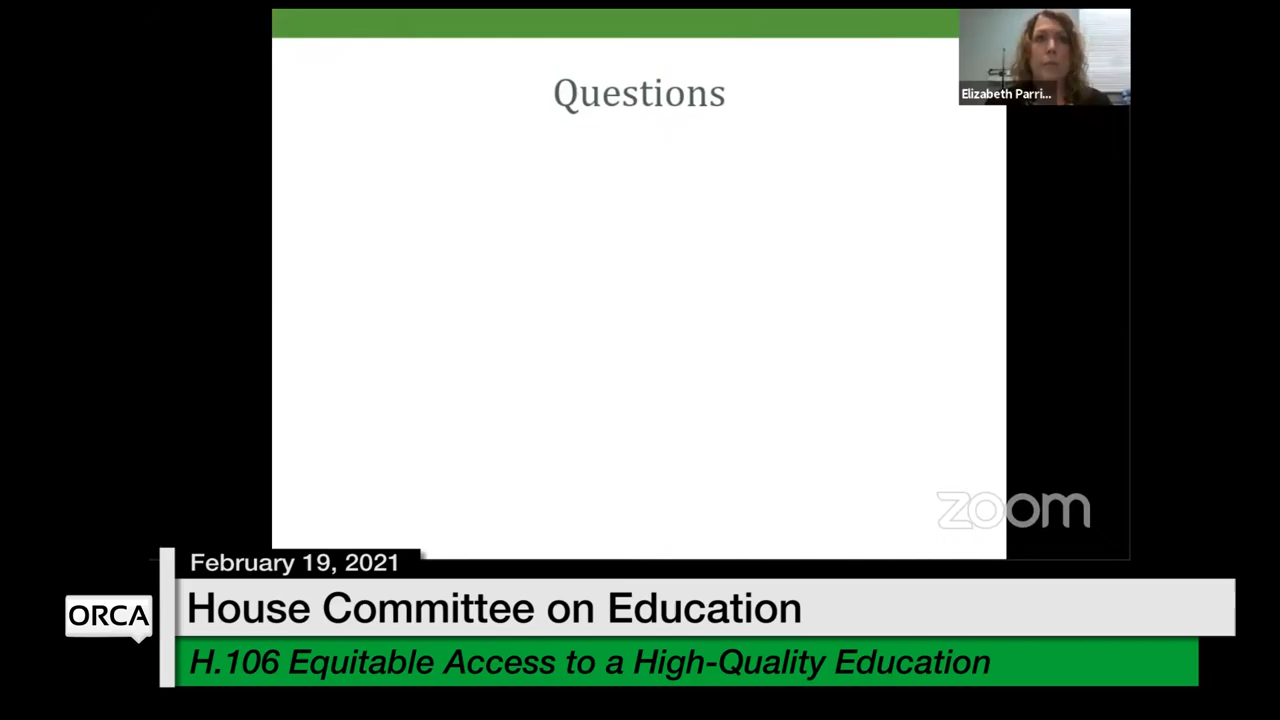 Questions
Elizabeth Parri...
zoom
February 19, 2021
House Committee on Education
ORCA
H.106 Equitable Access to a High-Quality Education